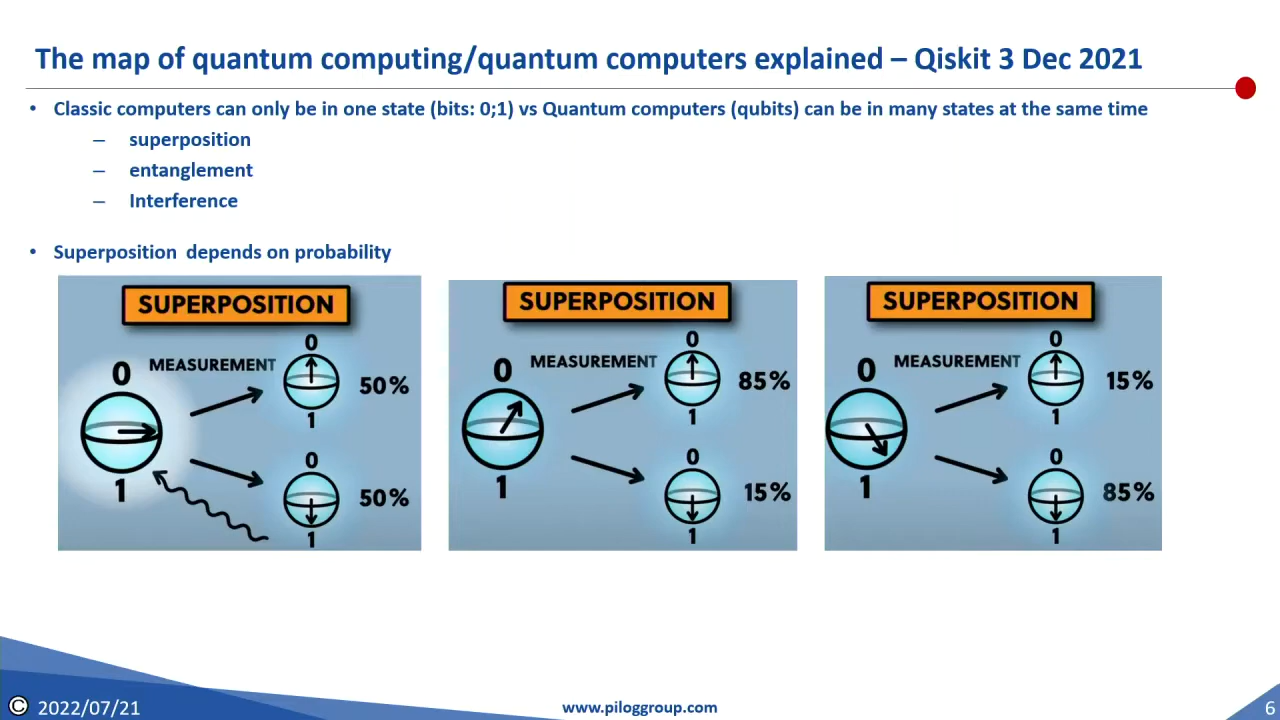 The map of quantum computing/quantum computers explained – Qiskit 3 Dec 2021
• Classic computers can only be in one state (bits: 0;1) vs Quantum computers (qubits) can be in many states at the same time
– superposition
– entanglement
– Interference
• Superposition depends on probability
SUPERPOSITION
0
MEASUREMENT
0
50%
1
1
0
50%
1
SUPERPOSITION
0
MEASUREMENT
0
85%
1
1
0
15%
1
SUPERPOSITION
0
MEASUREMENT
0
15%
1
1
0
85%
1
© 2022/07/21
www.piloggroup.com
6